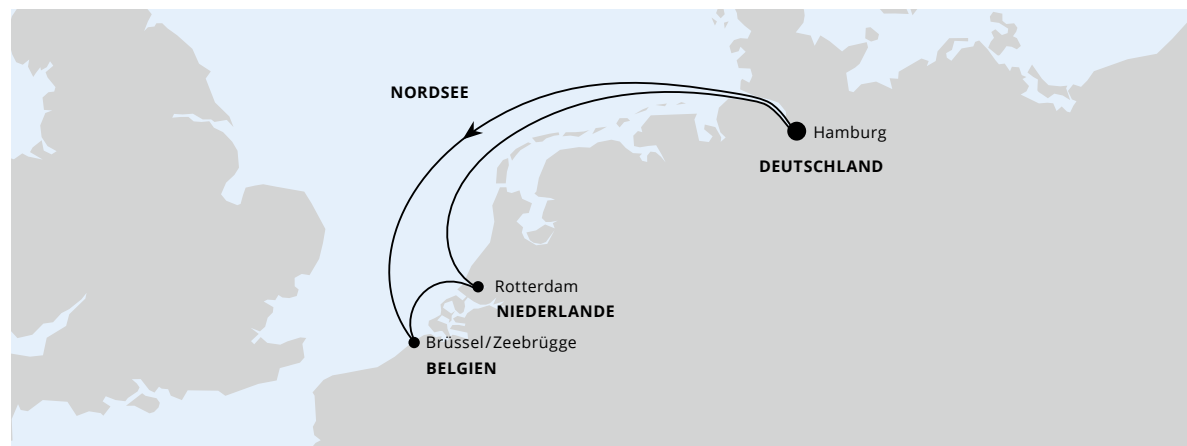 NORDSEE
Hamburg
DEUTSCHLAND
Rotterdam
NIEDERLANDE
Brüssel/Zeebrügge
BELGIEN